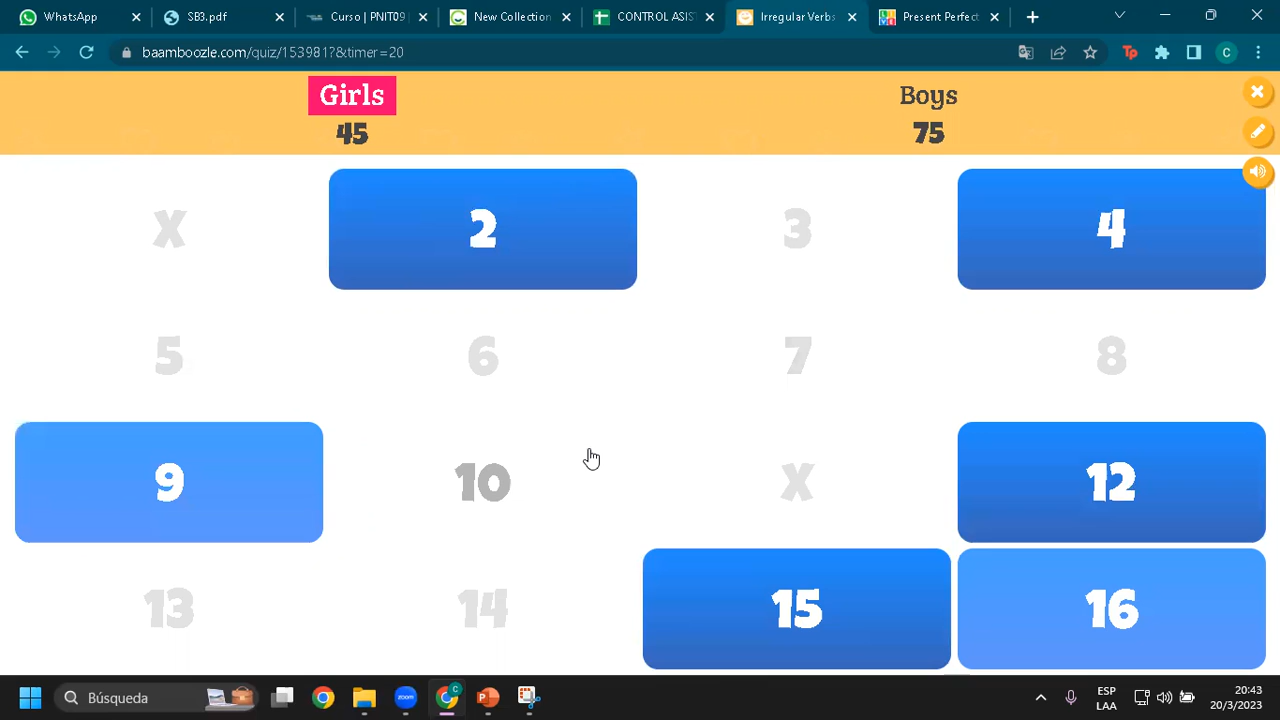 WhatsApp
SB3.pdf
Curso | PNIT09
New Collection
CONTROL ASIS
Irregular Verbs
Present Perfect
baamboozle.com/quiz/1539817&timer=20
Girls
45
Boys
75
X
2
3
4
5
6
7
8
9
10
X
12
13
14
15
16
Búsqueda
ESP
LAA
20:43
20/3/2023